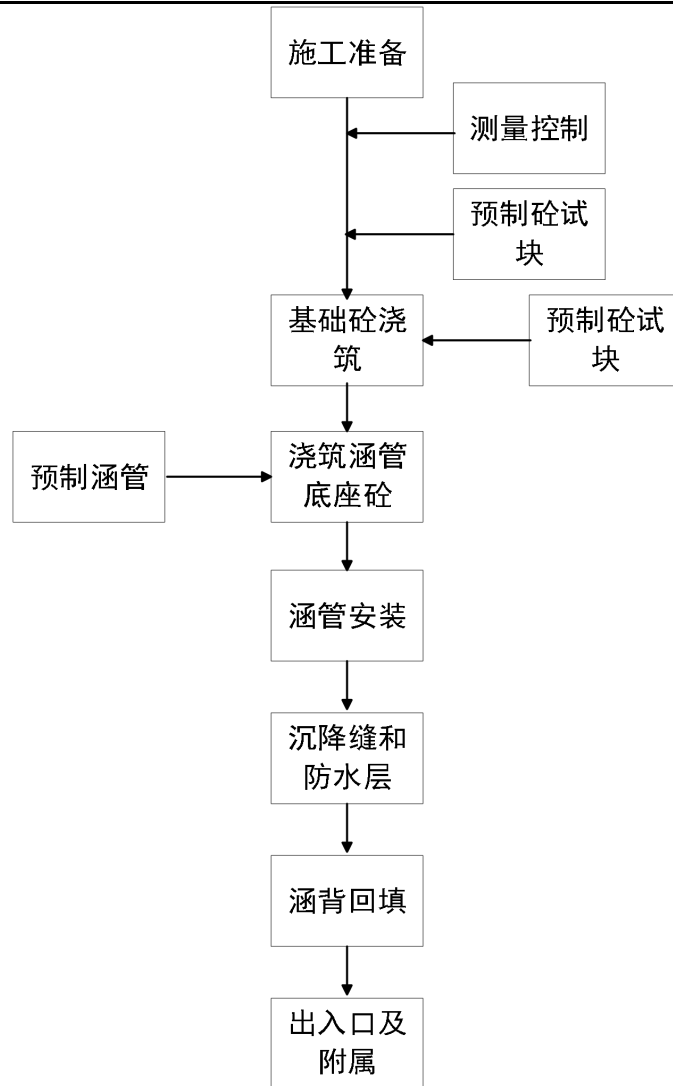 施工准备
测量控制
预制砼试
块
基础砼浇
筑
预制砼试
块
预制涵管
浇筑涵管
底座砼
涵管安装
沉降缝和
防水层
涵背回填
出入口及
附属